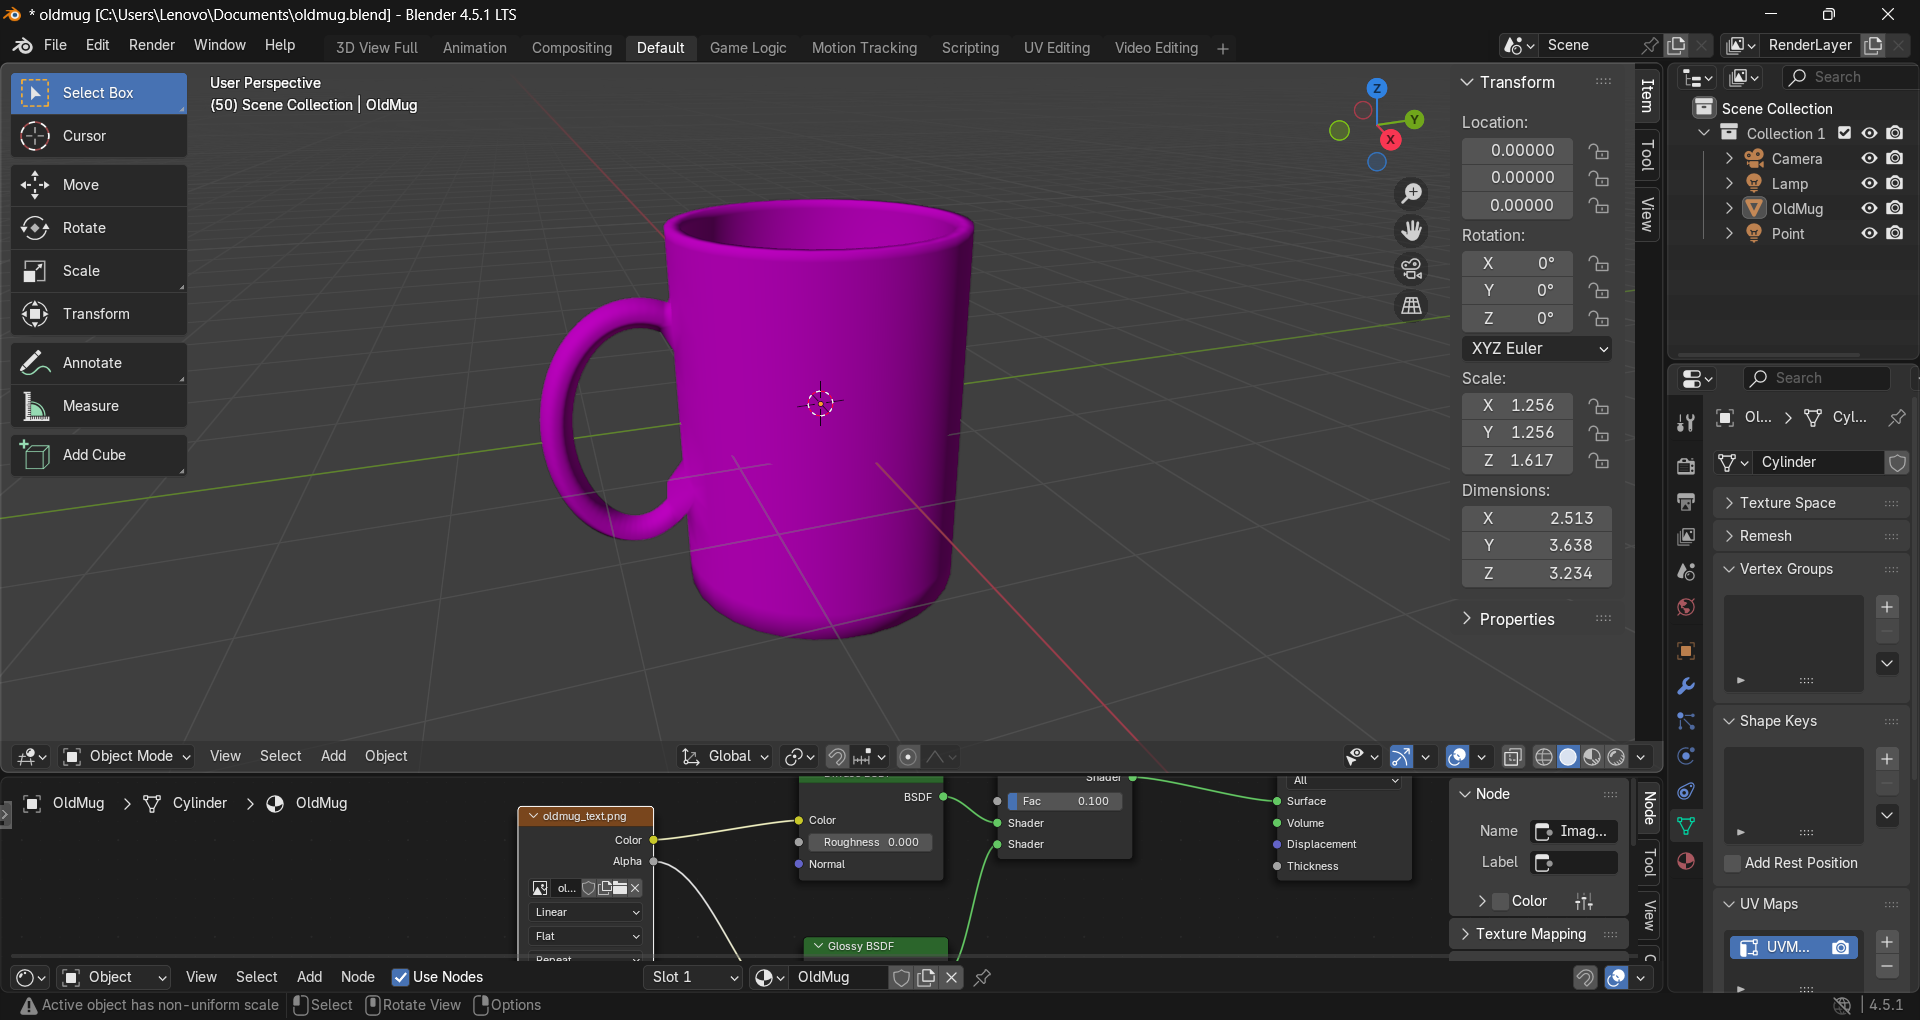 * oldmug [C:\Users\Lenovo\Documents\oldmug.blend] - Blender 4.5.1 LTS
File Edit Render Window Help 3D View Full Animation Compositing Default Game Logic Motion Tracking Scripting UV Editing Video Editing + Scene RenderLayer
Select Box
Cursor
Move
Rotate
Scale
Transform
Annotate
Measure
Add Cube
User Perspective
(50) Scene Collection | OldMug
Z
Y
X
Transform
Location:
0.00000
0.00000
0.00000
Rotation:
X 0°
Y 0°
Z 0°
XYZ Euler
Scale:
X 1.256
Y 1.256
Z 1.617
Dimensions:
X 2.513
Y 3.638
Z 3.234
Properties
Item
Tool
View
Search
Scene Collection
Collection 1
Camera
Lamp
OldMug
Point
Search
Ol... > Cyl...
Cylinder
Texture Space
Remesh
Vertex Groups
Shape Keys
Add Rest Position
UV Maps
UVM...
Object Mode View Select Add Object Global
OldMug > Cylinder > OldMug
oldmug_text.png
Color
Alpha
ol...
Linear
Flat
Repeat
BSDF
Color
Roughness 0.000
Normal
Glossy BSDF
Shader
Fac 0.100
Shader
Shader
All
Surface
Volume
Displacement
Thickness
Node
Name Imag...
Label
Color
Texture Mapping
Node
Tool
View
Object View Select Add Node Use Nodes Slot 1 OldMug
Active object has non-uniform scale Select Rotate View Options 4.5.1